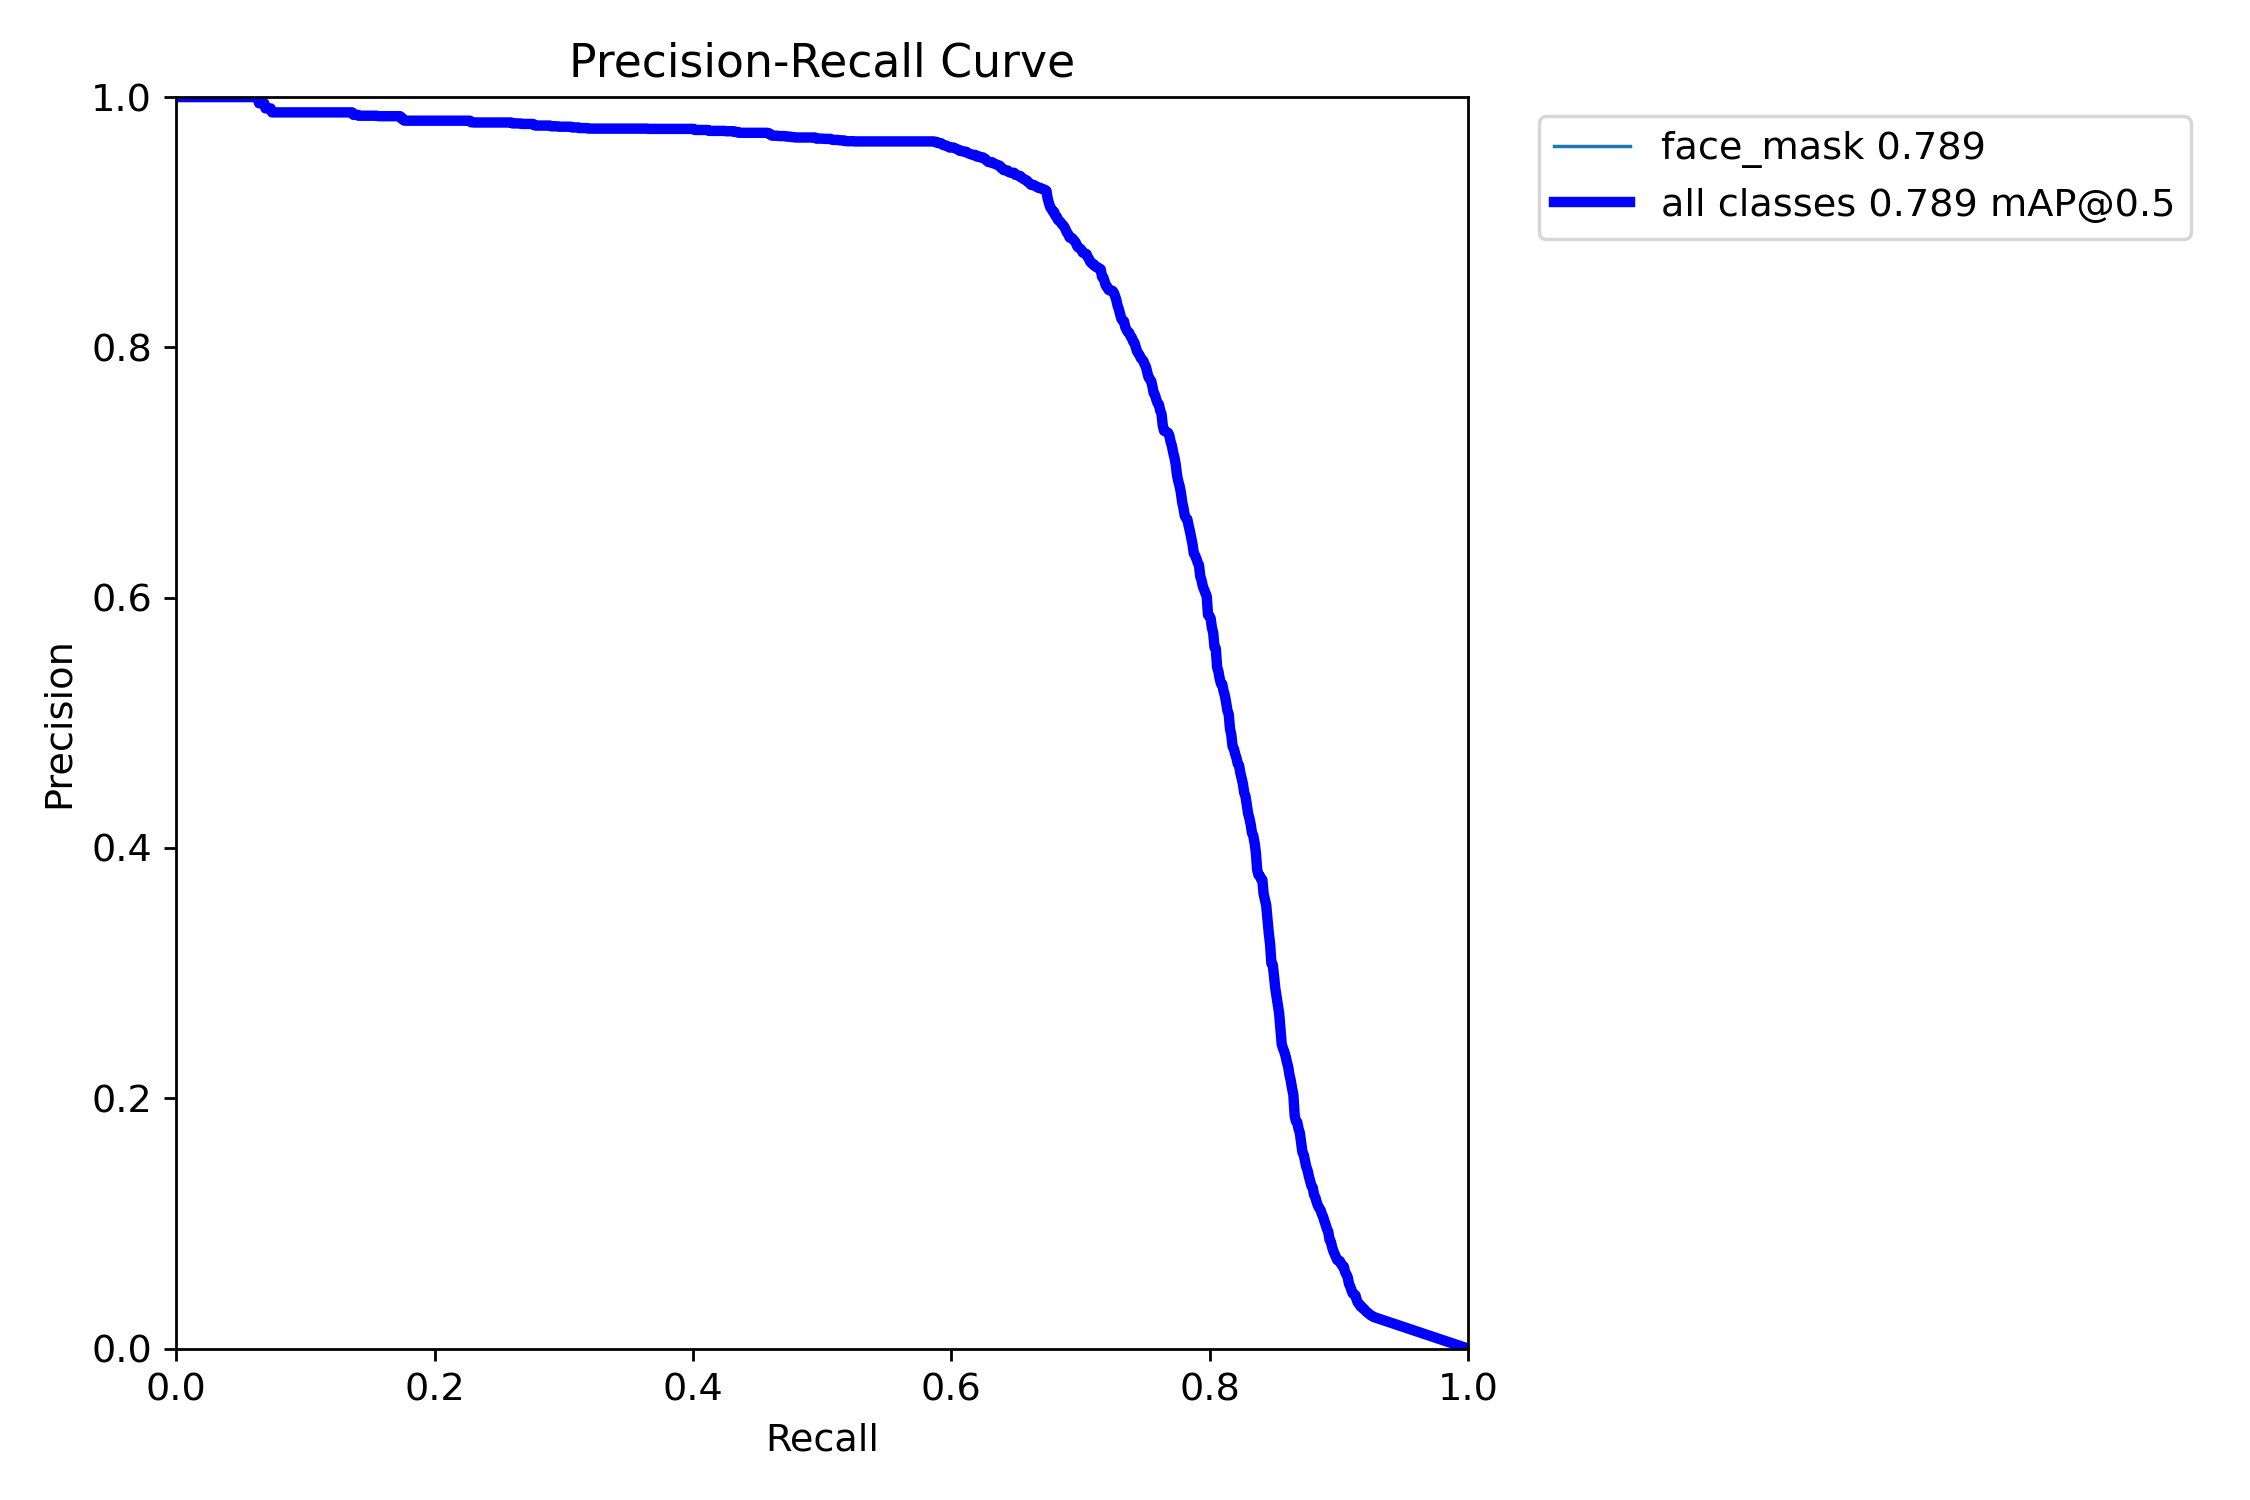 Precision-Recall Curve
face_mask 0.789
all classes 0.789 mAP@0.5
1.0
0.8
0.6
0.4
0.2
0.0
Precision
0.0 0.2 0.4 0.6 0.8 1.0
Recall